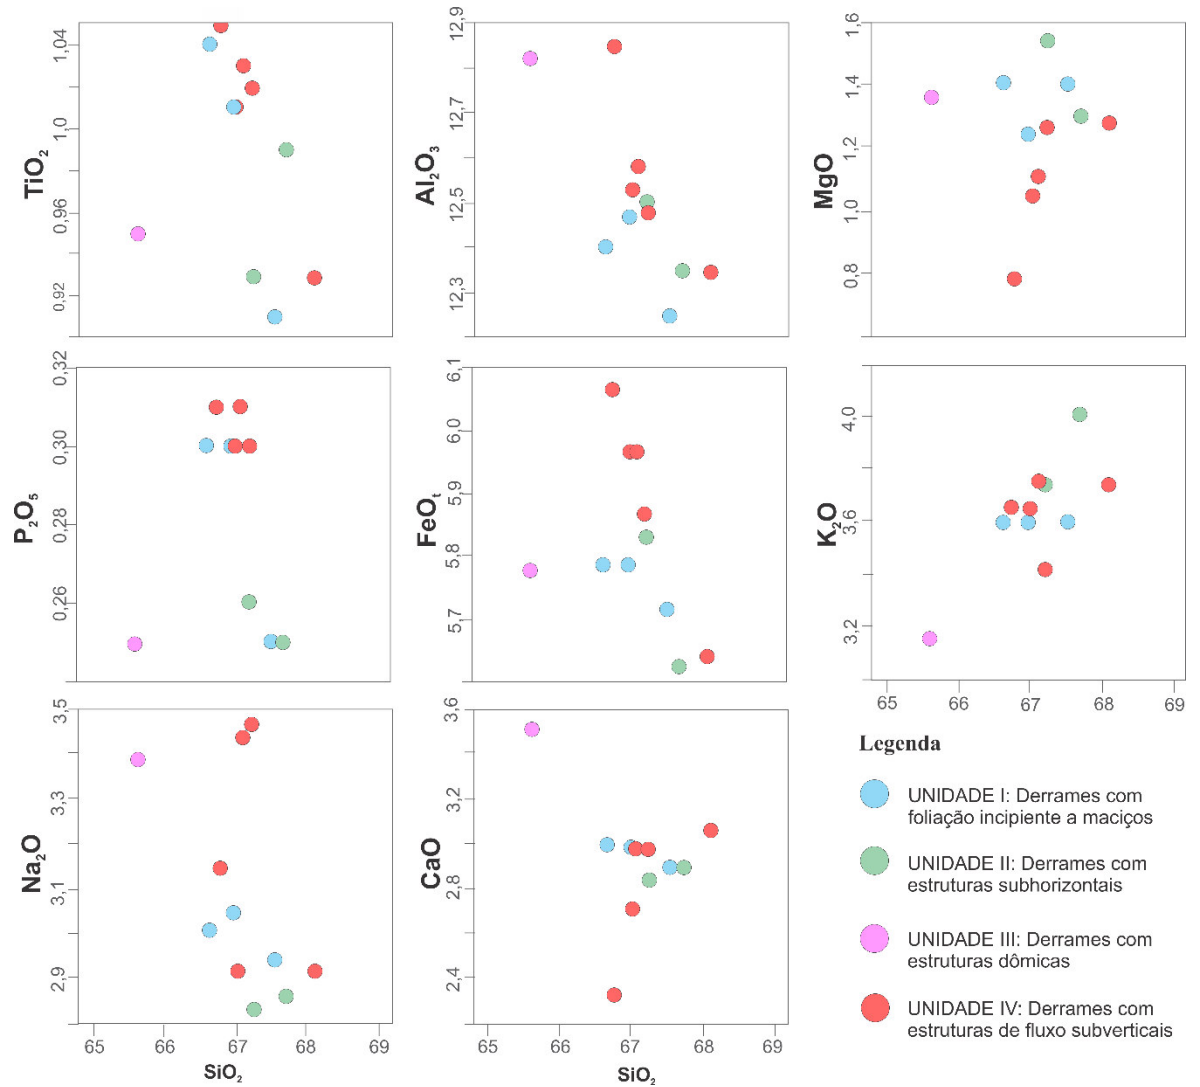 TiO2
1,04
1,0
0,96
0,92
Al2O3
12,9
12,7
12,5
12,3
MgO
1,6
1,4
1,2
1,0
0,8
P2O5
0,32
0,30
0,28
0,26
FeOt
6,1
6,0
5,9
5,8
5,7
K2O
4,0
3,6
3,2
65 66 67 68 69
Na2O
3,5
3,3
3,1
2,9
65 66 67 68 69
SiO2
CaO
3,6
3,2
2,8
2,4
65 66 67 68 69
SiO2
Legenda
UNIDADE I: Derrames com
foliação incipiente a maciços
UNIDADE II: Derrames com
estruturas subhorizontais
UNIDADE III: Derrames com
estruturas dômicas
UNIDADE IV: Derrames com
estruturas de fluxo subverticais